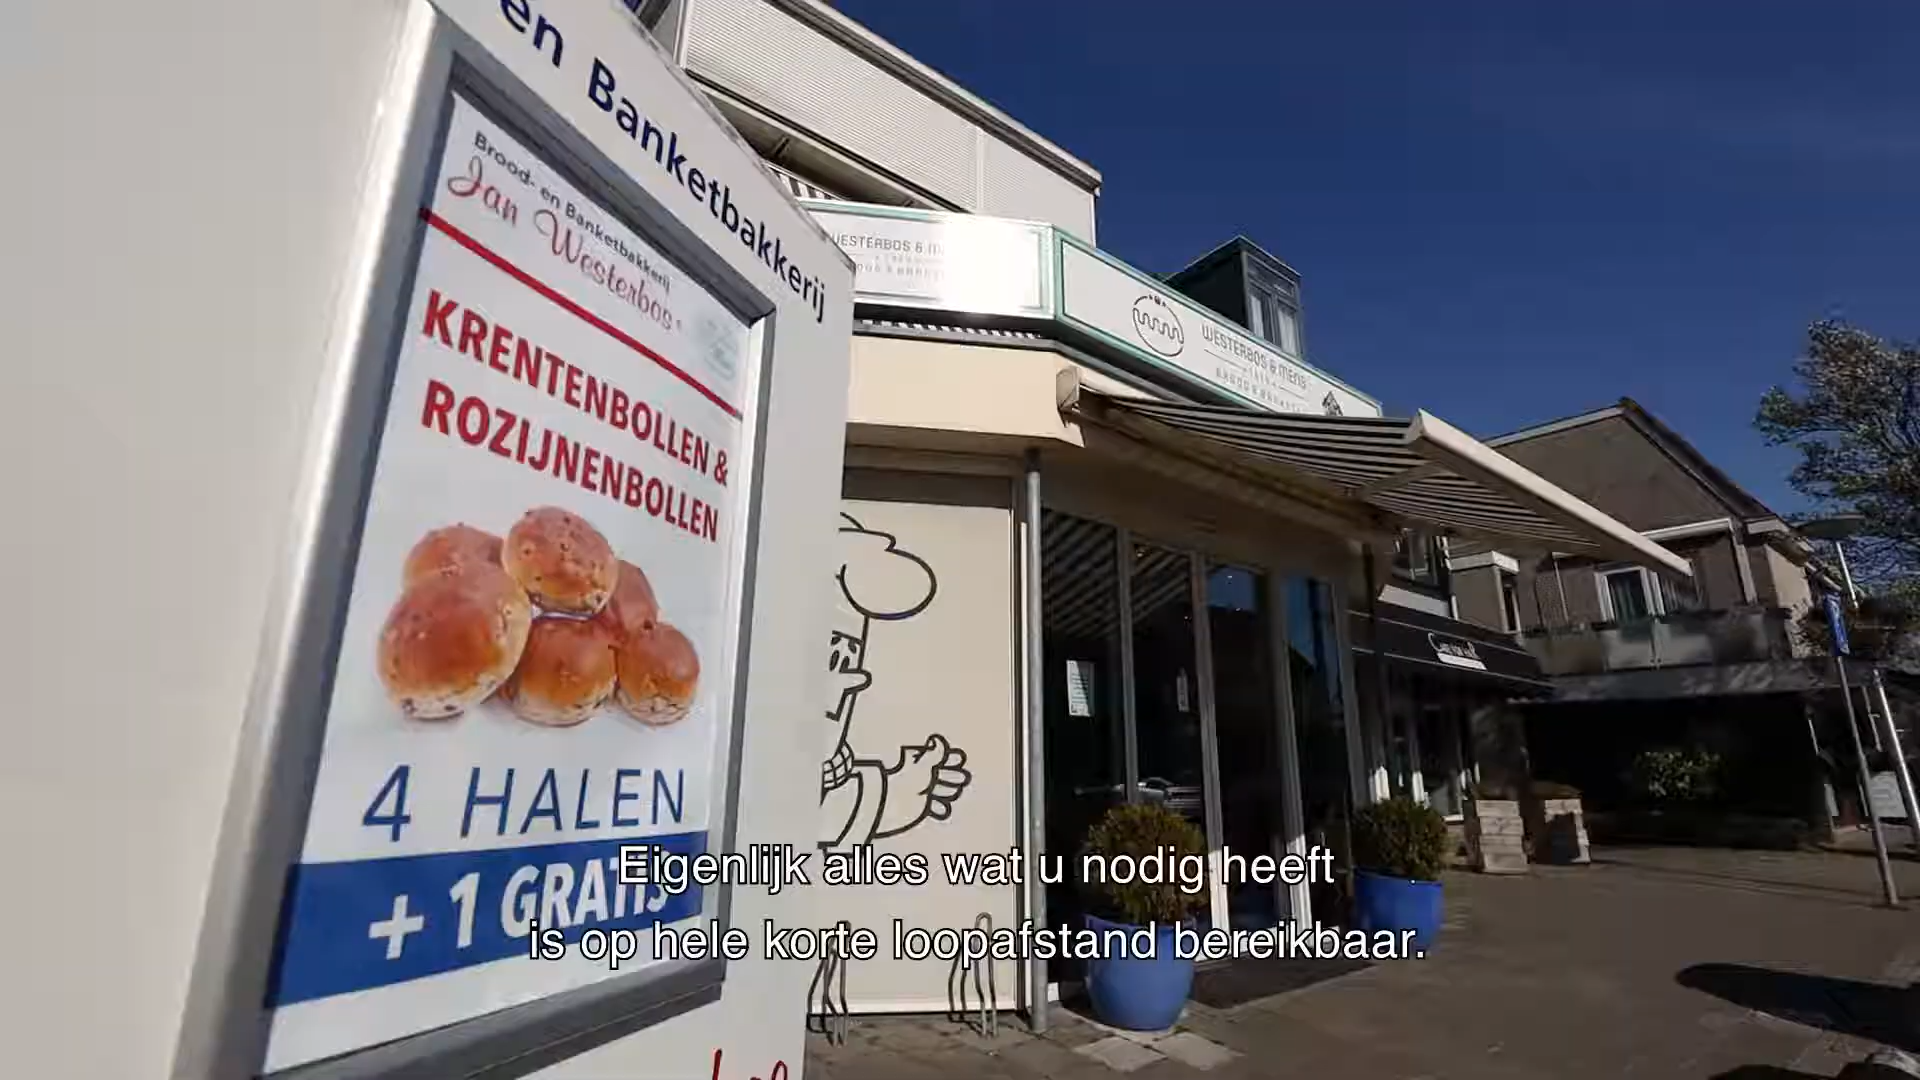 en Banketbakkerij
Brood- en Banketbakkerij
Jan Westerbos
KRENTENBOLLEN &
ROZIJNENBOLLEN
4 HALEN
+ 1 GRATIS
WESTERBOS &
WESTERBOS & MENS
Eigenlijk alles wat u nodig heeft
is op hele korte loopafstand bereikbaar.